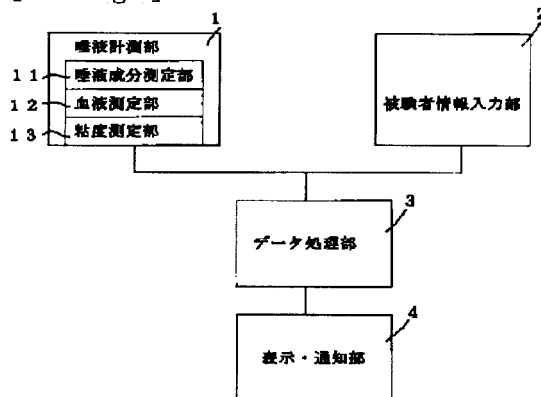 1
唾液計測部
11
唾液成分測定部
12
血液測定部
13
粘度測定部
2
被験者情報入力部
3
データ処理部
4
表示・通知部